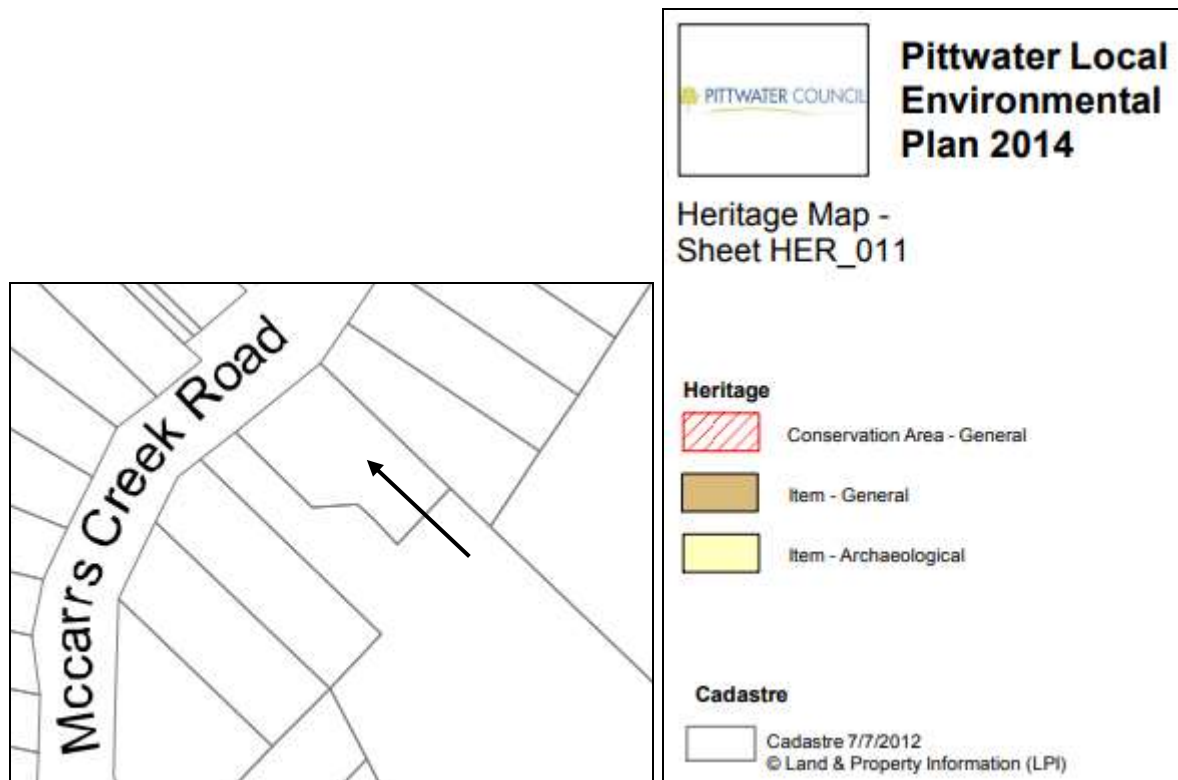 PITTWATER COUNCIL
Pittwater Local
Environmental
Plan 2014
Heritage Map -
Sheet HER_011
Mccarrs Creek Road
Heritage
Conservation Area - General
Item - General
Item - Archaeological
Cadastre
Cadastre 7/7/2012
© Land & Property Information (LPI)